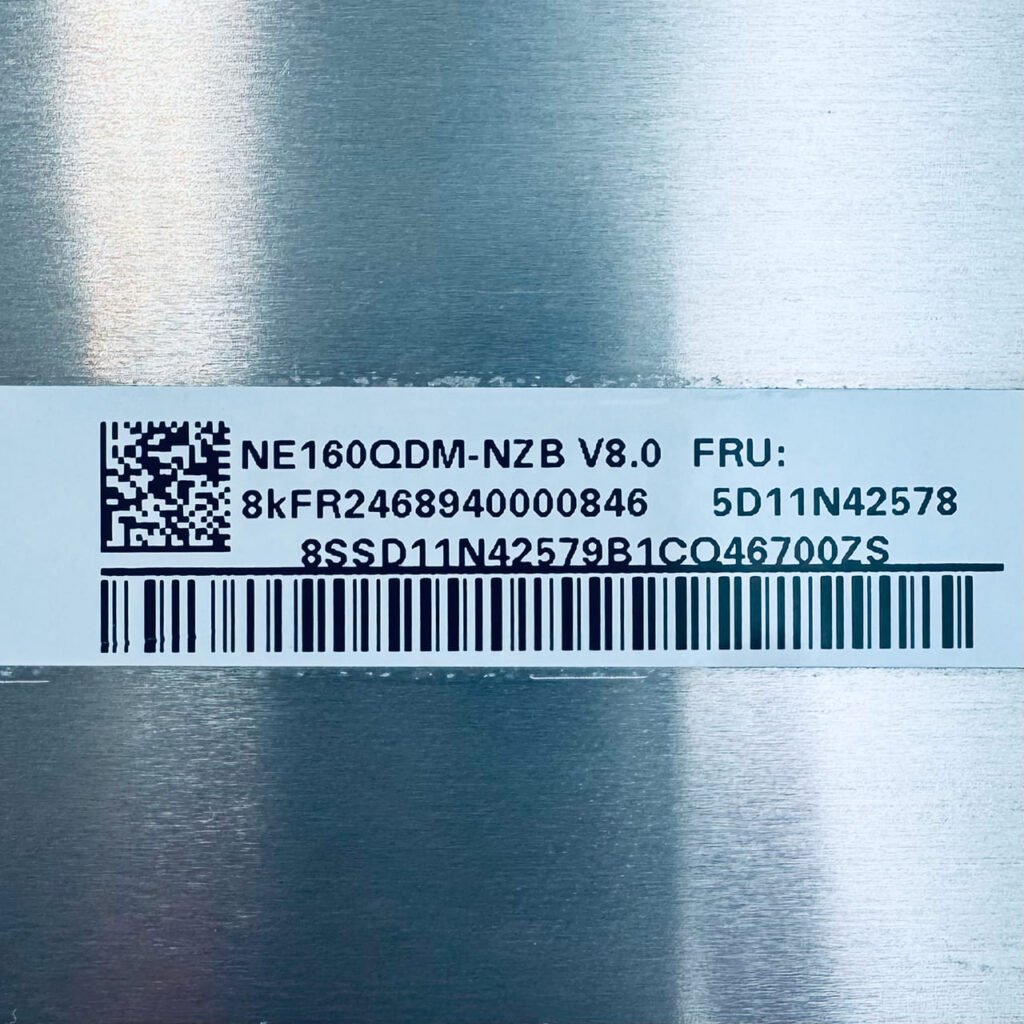 NE160QDM-NZB V8.0 FRU:
8kFR2468940000846 5D11N42578
8SSD11N42579B1CQ46700ZS